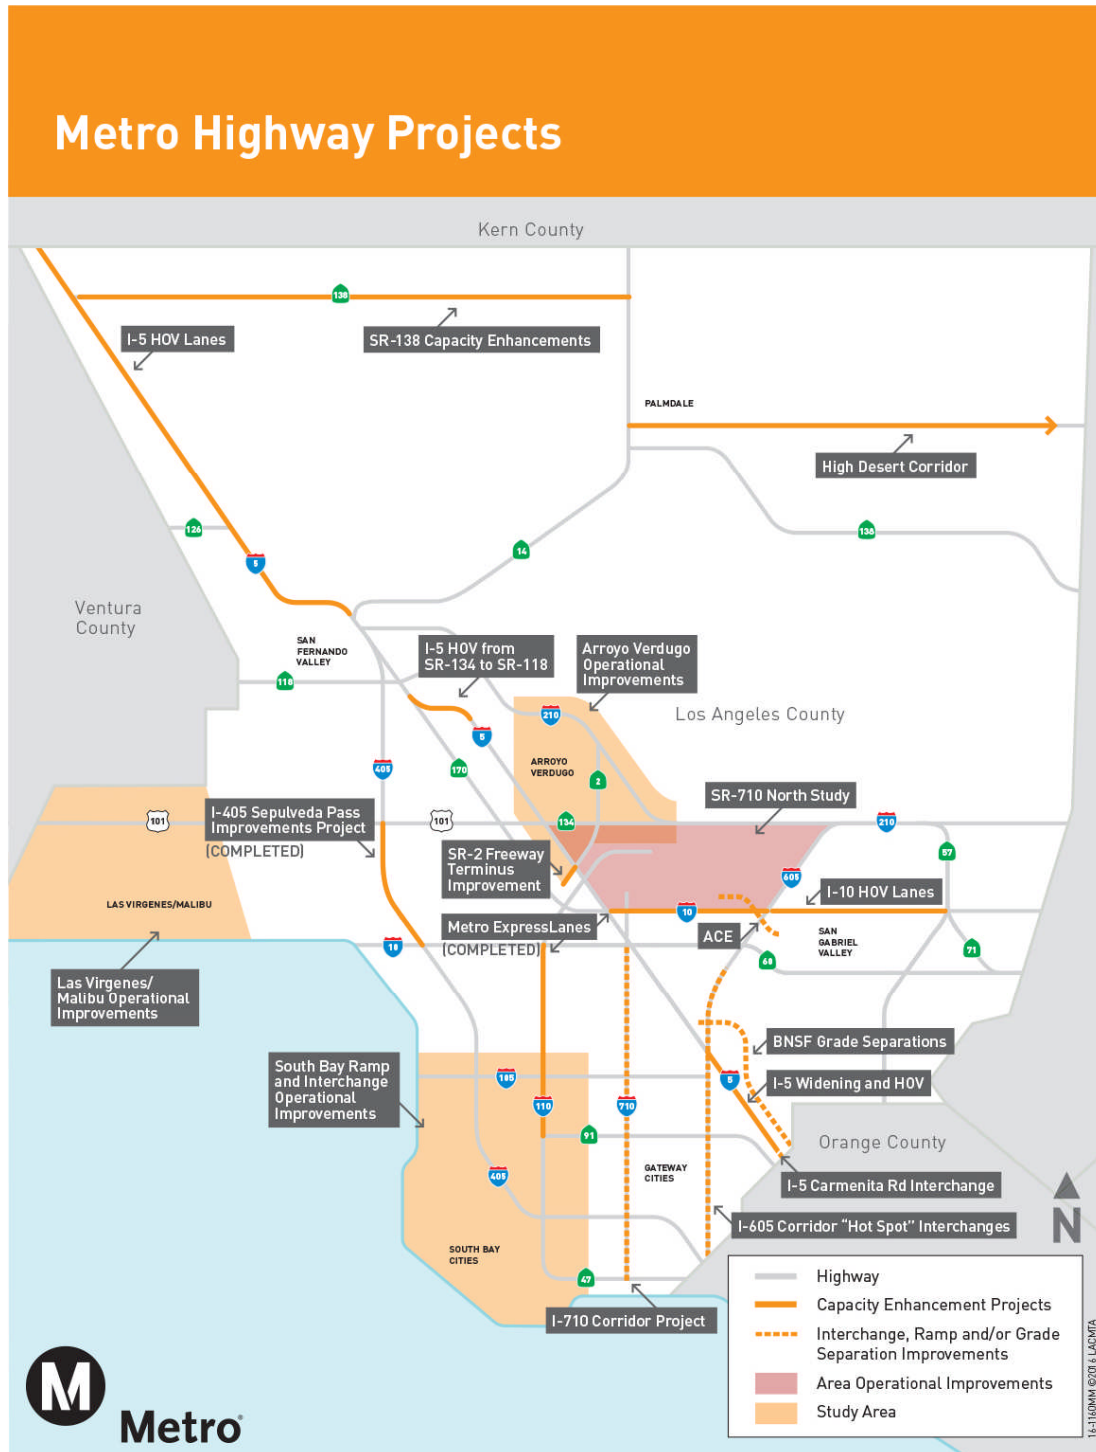 Metro Highway Projects
Kern County
138
I-5 HOV Lanes
SR-138 Capacity Enhancements
PALMDALE
High Desert Corridor
126
138
14
5
Ventura
County
SAN
FERNANDO
VALLEY
I-5 HOV from
SR-134 to SR-118
Arroyo Verdugo
Operational
Improvements
118
210
Los Angeles County
5
405
170
ARROYO
VERDUGO
2
SR-710 North Study
I-405 Sepulveda Pass
Improvements Project
(COMPLETED)
101
101
134
210
SR-2 Freeway
Terminus
Improvement
57
605
I-10 HOV Lanes
LAS VIRGENES/MALIBU
Metro ExpressLanes
(COMPLETED)
10
ACE
SAN
GABRIEL
VALLEY
10
60
71
Las Virgenes/
Malibu Operational
Improvements
BNSF Grade Separations
South Bay Ramp
and Interchange
Operational
Improvements
105
5
I-5 Widening and HOV
110
710
91
Orange County
GATEWAY
CITIES
405
I-5 Carmenita Rd Interchange
N
I-605 Corridor “Hot Spot” Interchanges
SOUTH BAY
CITIES
47
I-710 Corridor Project
Highway
Capacity Enhancement Projects
Interchange, Ramp and/or Grade
Separation Improvements
Area Operational Improvements
Study Area
M
Metro
16-1160MM ©2016 LACMTA